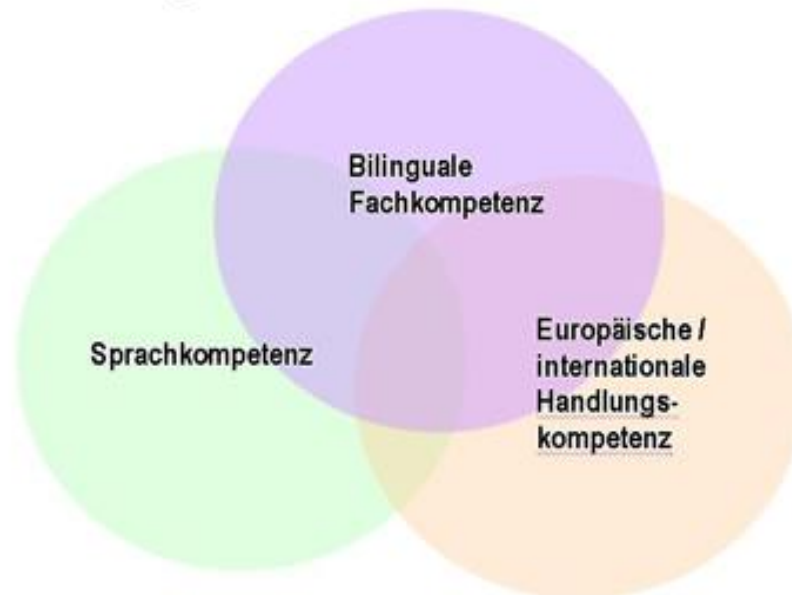 Bilinguale
Fachkompetenz
Sprachkompetenz
Europäische /
internationale
Handlungs-
kompetenz